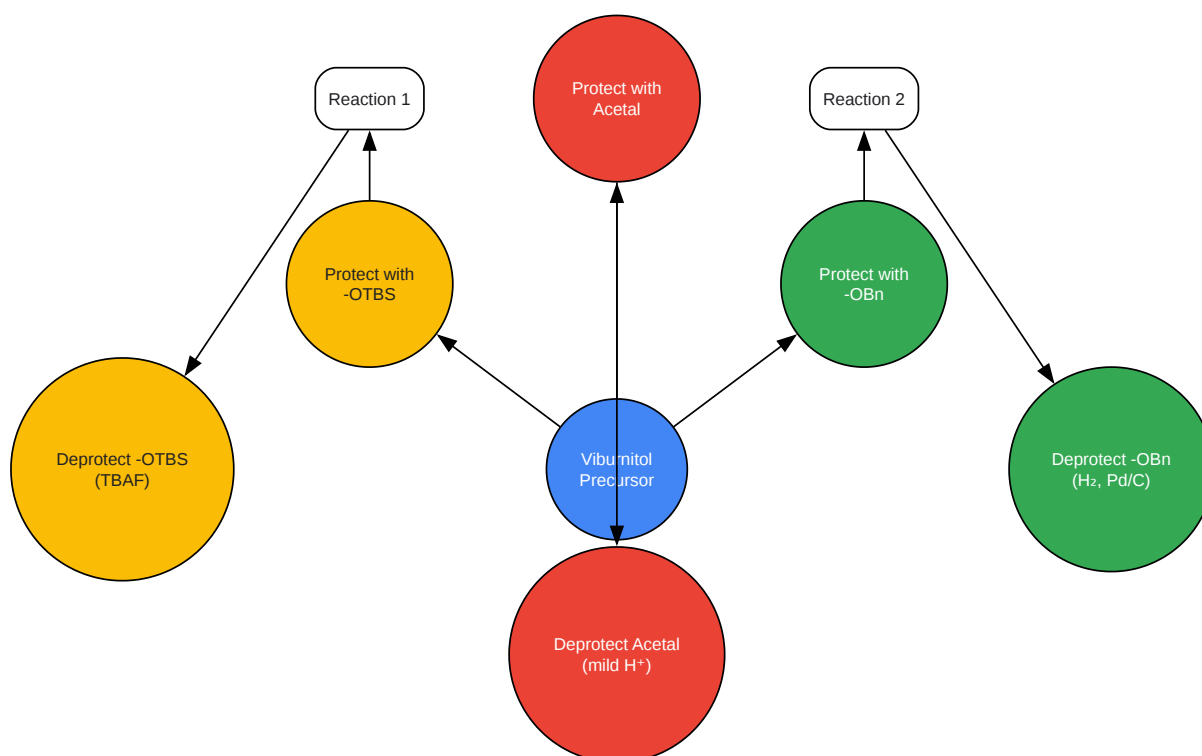 Protect with
Acetal
Reaction 1
Reaction 2
Protect with
-OTBS
Protect with
-OBn
Deprotect -OTBS
(TBAF)
Viburnitol
Precursor
Deprotect -OBn
(H₂, Pd/C)
Deprotect Acetal
(mild H⁺)